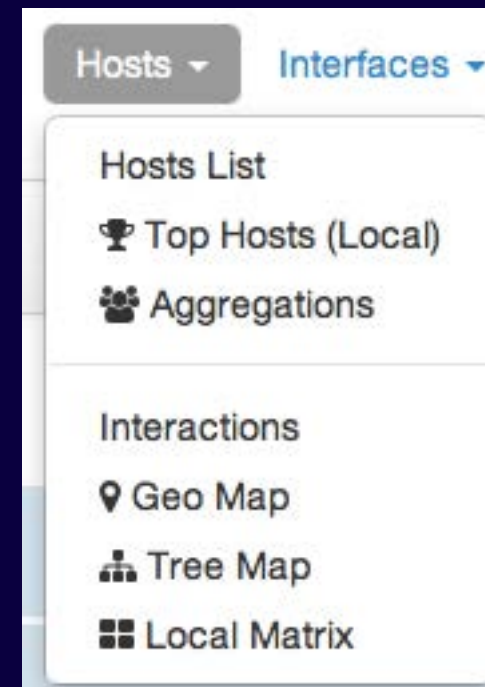 Hosts Interfaces
Hosts List
Top Hosts (Local)
Aggregations
Interactions
Geo Map
Tree Map
Local Matrix